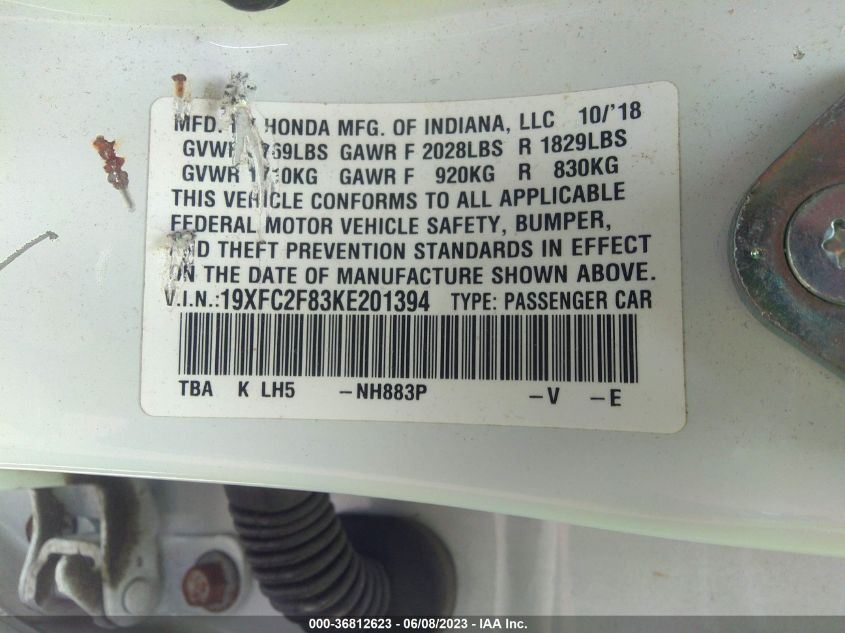 MFD. HONDA MFG. OF INDIANA, LLC 10/'18
GVWR 769LBS GAWR F 2028LBS R 1829LBS
GVWR GAWR F 920KG R 830KG
THIS VEHICLE CONFORMS TO ALL APPLICABLE
FEDERAL MOTOR VEHICLE SAFETY, BUMPER,
THEFT PREVENTION STANDARDS IN EFFECT
ON THE DATE OF MANUFACTURE SHOWN ABOVE.
V.I.N.:19XFC2F83KE201394 TYPE: PASSENGER CAR
TBA K LH5 –NH883P –V –E
000-36812623 - 06/08/2023 - IAA Inc.